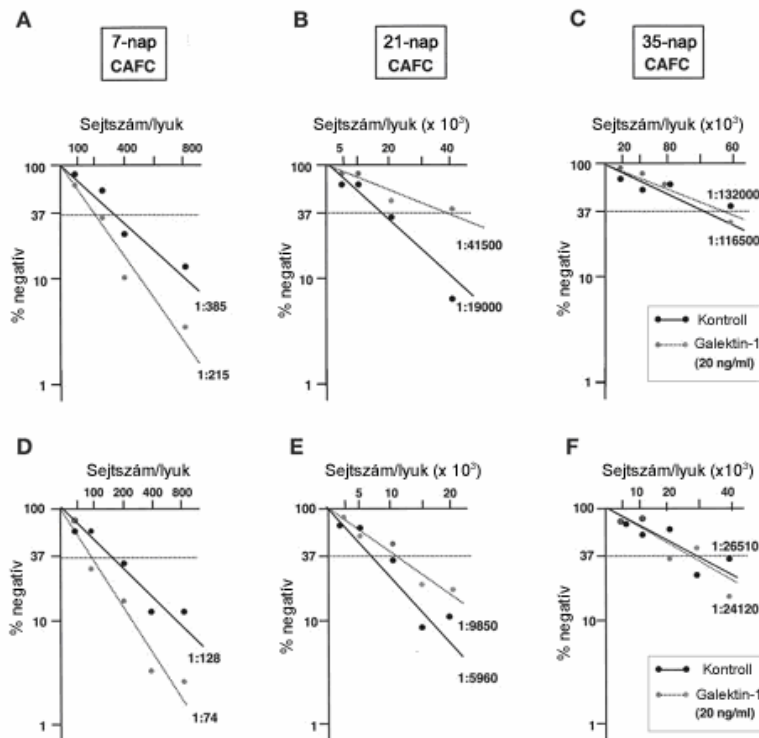 A
7-nap
CAFC
Sejtszám/lyuk
100 400 800
100
37
10
1
% negatív
1:385
1:215
B
21-nap
CAFC
Sejtszám/lyuk (x 10³)
5 10 20 40
100
37
10
1
% negatív
1:41500
1:19000
C
35-nap
CAFC
Sejtszám/lyuk (x10³)
20 40 80 60
100
37
10
1
% negatív
1:132000
1:116500
Kontroll
Galektin-1
(20 ng/ml)
D
Sejtszám/lyuk
100 200 400 800
100
37
10
1
% negatív
1:128
1:74
E
Sejtszám/lyuk (x 10³)
5 10 15 20
100
37
10
1
% negatív
1:9850
1:5960
F
Sejtszám/lyuk (x10³)
10 20 30 40
100
37
10
1
% negatív
1:26510
1:24120
Kontroll
Galektin-1
(20 ng/ml)